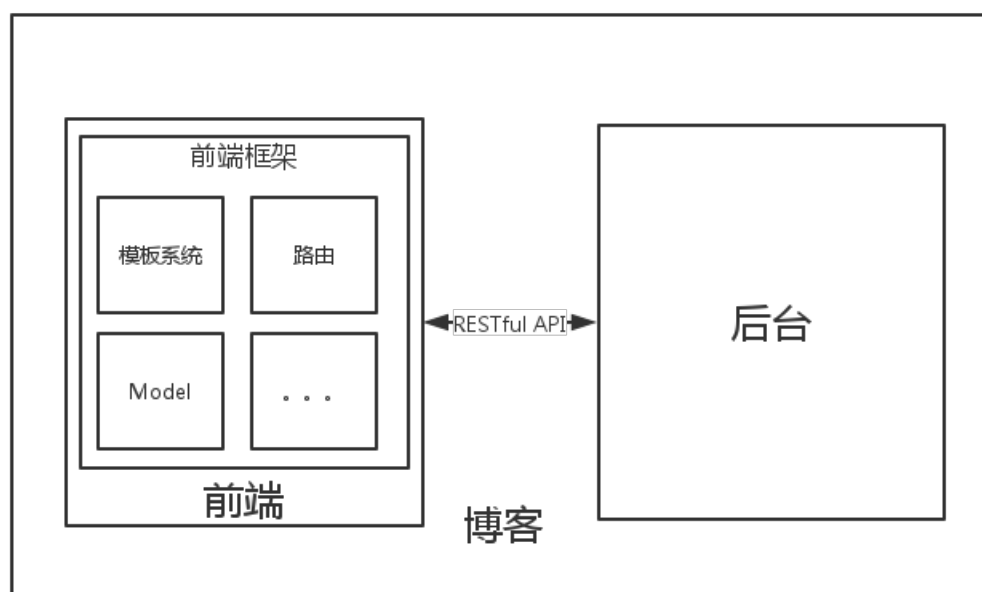 前端框架
模板系统
路由
Model
。。。
前端
RESTful API
后台
博客